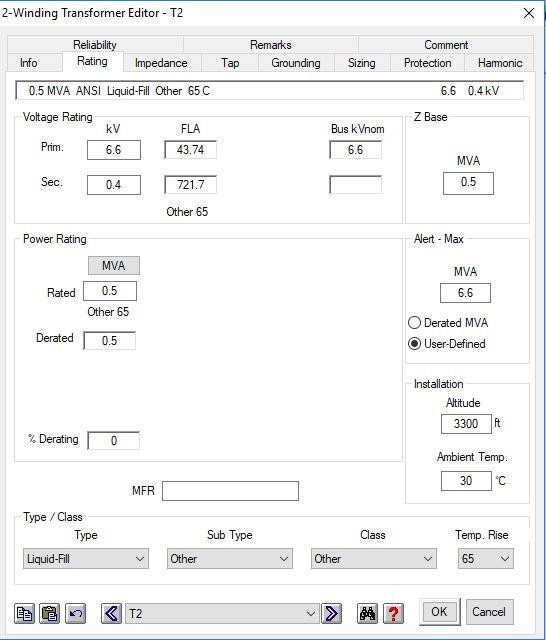 2-Winding Transformer Editor - T2
Reliability Remarks Comment
Info Rating Impedance Tap Grounding Sizing Protection Harmonic
0.5 MVA ANSI Liquid-Fill Other 65 C 6.6 0.4 kV
Voltage Rating Z Base
kV FLA Bus kVnom
Prim. 6.6 43.74 6.6 MVA
Sec. 0.4 721.7 0.5
Other 65
Power Rating Alert - Max
MVA MVA
Rated 0.5 6.6
Other 65
Derated MVA
Derated 0.5 User-Defined
Installation
Altitude
3300 ft
% Derating 0 Ambient Temp.
30 °C
MFR
Type / Class
Type Sub Type Class Temp. Rise
Liquid-Fill Other Other 65
T2 ? OK Cancel